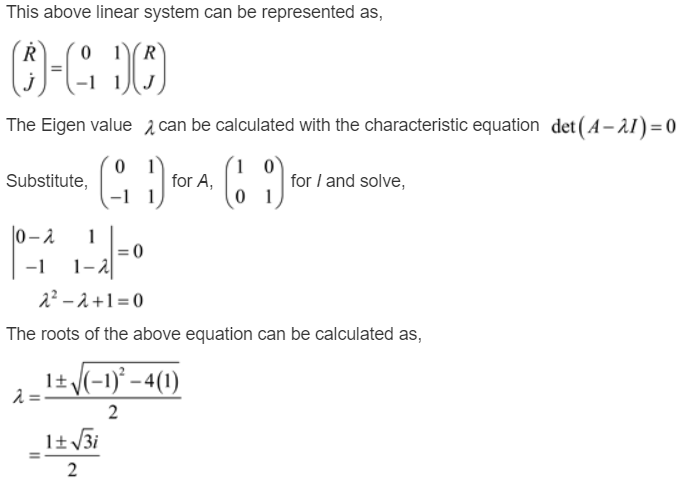 This above linear system can be represented as,
(Ṙ J̇) = (0 1 −1 1)(R J)
The Eigen value λ can be calculated with the characteristic equation det(A−λI)=0
Substitute, (0 1 −1 1) for A, (1 0 0 1) for I and solve,
|0−λ 1 −1 1−λ| = 0
λ² − λ + 1 = 0
The roots of the above equation can be calculated as,
λ = (1 ± √((−1)² − 4(1))) / 2
= (1 ± √3i) / 2